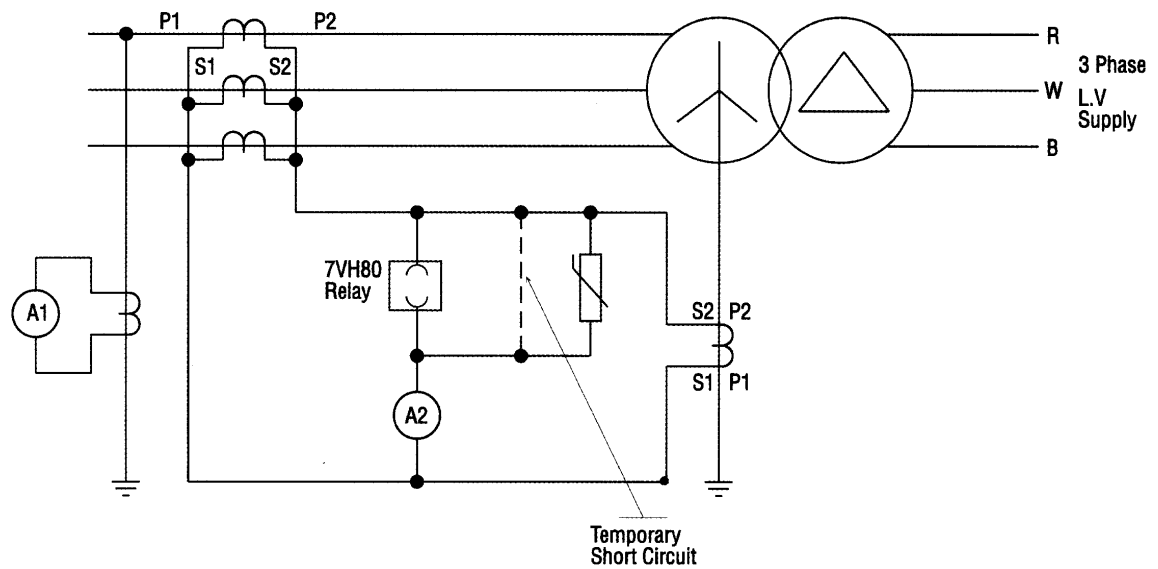 P1 P2
R
S1 S2
3 Phase
W
L.V
Supply
B
7VH80
Relay
A1
S2 P2
S1 P1
A2
Temporary
Short Circuit